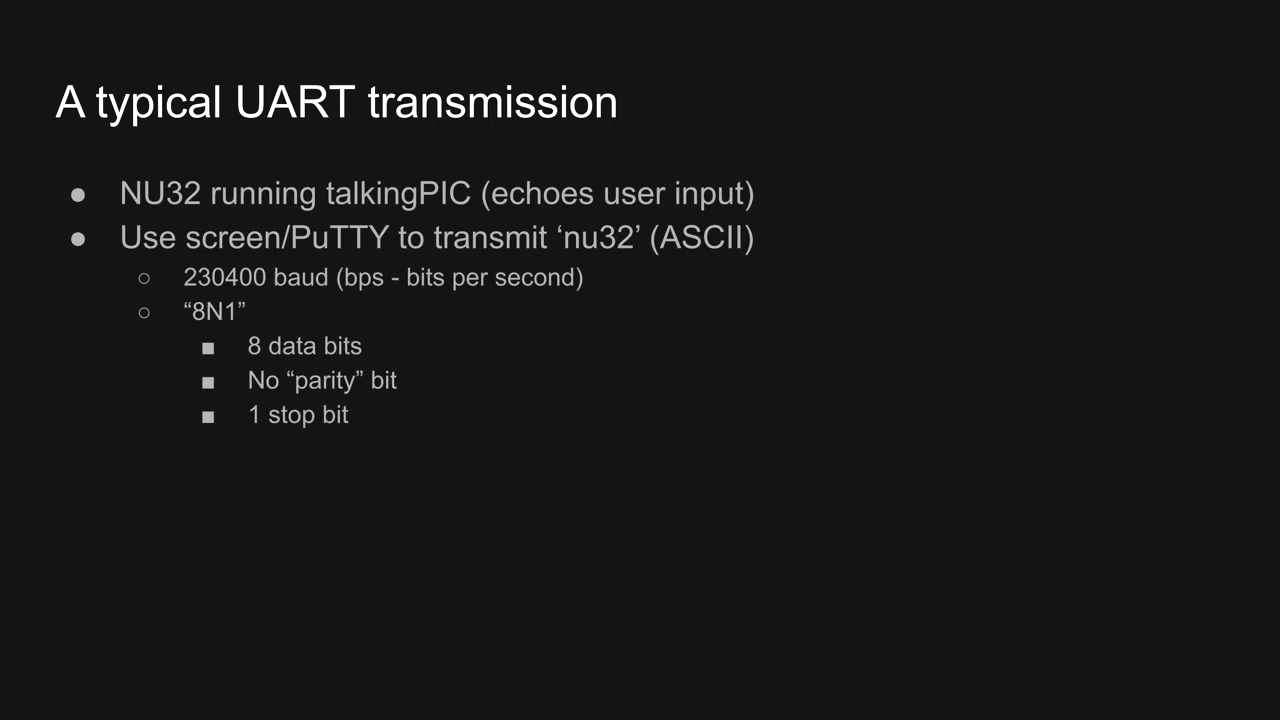 A typical UART transmission
● NU32 running talkingPIC (echoes user input)
● Use screen/PuTTY to transmit ‘nu32’ (ASCII)
○ 230400 baud (bps - bits per second)
○ “8N1”
■ 8 data bits
■ No “parity” bit
■ 1 stop bit